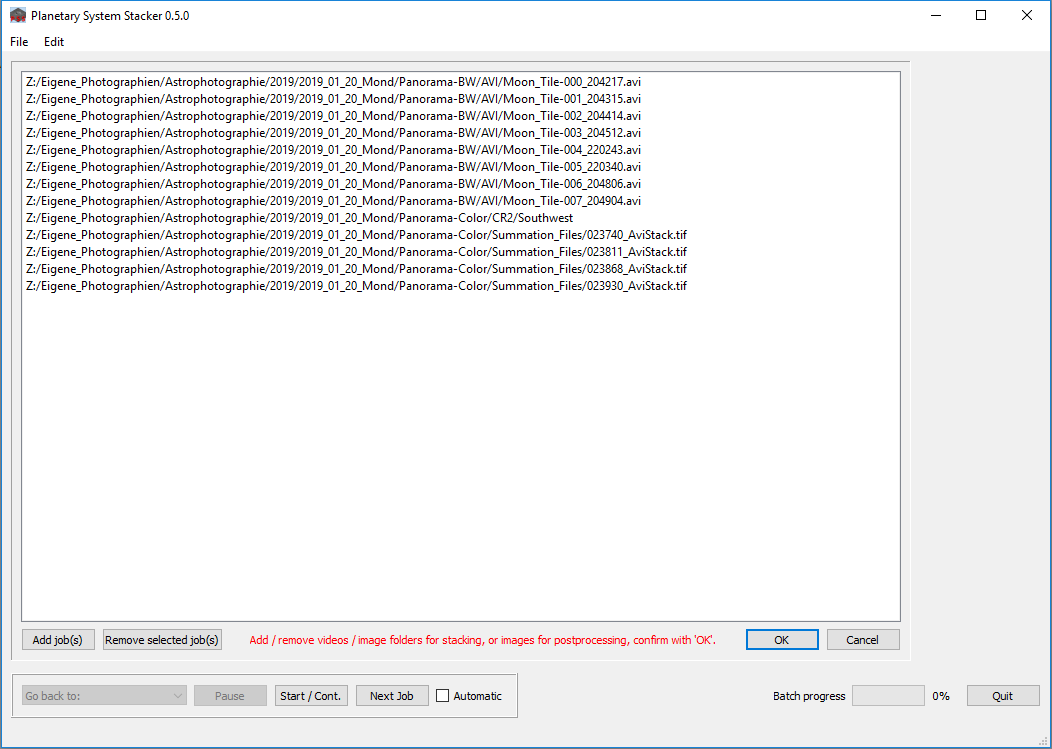 Planetary System Stacker 0.5.0
File Edit
Z:/Eigene_Photographien/Astrophotographie/2019/2019_01_20_Mond/Panorama-BW/AVI/Moon_Tile-000_204217.avi
Z:/Eigene_Photographien/Astrophotographie/2019/2019_01_20_Mond/Panorama-BW/AVI/Moon_Tile-001_204315.avi
Z:/Eigene_Photographien/Astrophotographie/2019/2019_01_20_Mond/Panorama-BW/AVI/Moon_Tile-002_204414.avi
Z:/Eigene_Photographien/Astrophotographie/2019/2019_01_20_Mond/Panorama-BW/AVI/Moon_Tile-003_204512.avi
Z:/Eigene_Photographien/Astrophotographie/2019/2019_01_20_Mond/Panorama-BW/AVI/Moon_Tile-004_220243.avi
Z:/Eigene_Photographien/Astrophotographie/2019/2019_01_20_Mond/Panorama-BW/AVI/Moon_Tile-005_220340.avi
Z:/Eigene_Photographien/Astrophotographie/2019/2019_01_20_Mond/Panorama-BW/AVI/Moon_Tile-006_204806.avi
Z:/Eigene_Photographien/Astrophotographie/2019/2019_01_20_Mond/Panorama-BW/AVI/Moon_Tile-007_204904.avi
Z:/Eigene_Photographien/Astrophotographie/2019/2019_01_20_Mond/Panorama-Color/CR2/Southwest
Z:/Eigene_Photographien/Astrophotographie/2019/2019_01_20_Mond/Panorama-Color/Summation_Files/023740_AviStack.tif
Z:/Eigene_Photographien/Astrophotographie/2019/2019_01_20_Mond/Panorama-Color/Summation_Files/023811_AviStack.tif
Z:/Eigene_Photographien/Astrophotographie/2019/2019_01_20_Mond/Panorama-Color/Summation_Files/023868_AviStack.tif
Z:/Eigene_Photographien/Astrophotographie/2019/2019_01_20_Mond/Panorama-Color/Summation_Files/023930_AviStack.tif
Add job(s) Remove selected job(s) Add / remove videos / image folders for stacking, or images for postprocessing, confirm with 'OK'. OK Cancel
Go back to: Pause Start / Cont. Next Job Automatic Batch progress 0% Quit